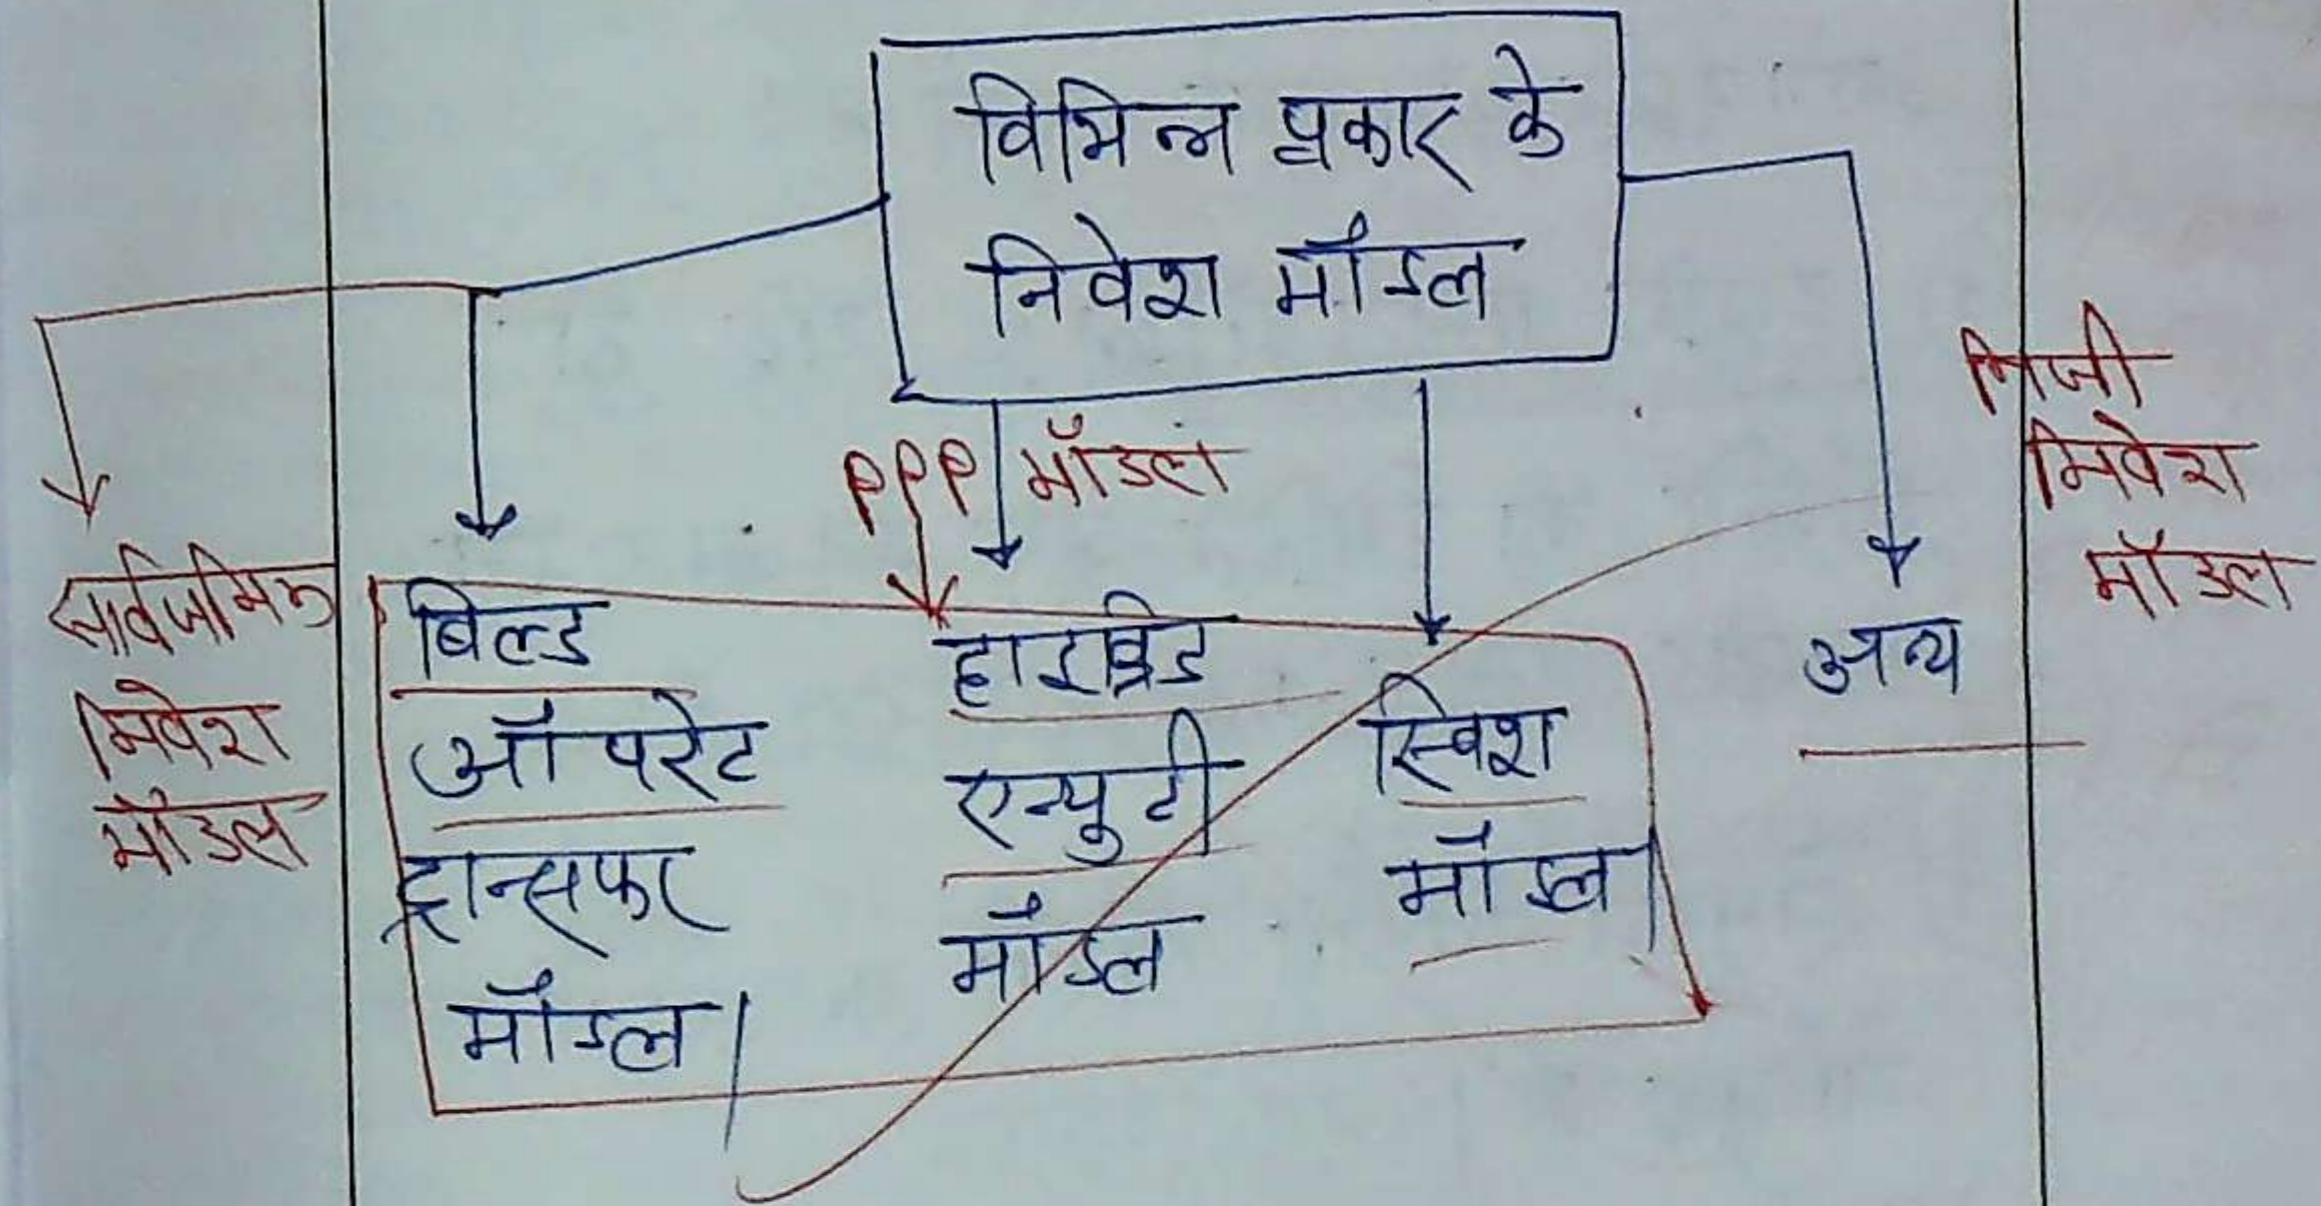 विभिन्न प्रकार के
निवेश मॉडल
PPP मॉडल
निजी
निवेश
मॉडल
सार्वजनिक
निवेश
मॉडल
बिल्ड
ऑपरेट
ट्रान्सफर
मॉडल।
हाइब्रिड
एन्युटी
मॉडल
स्विश
मॉडल।
अन्य